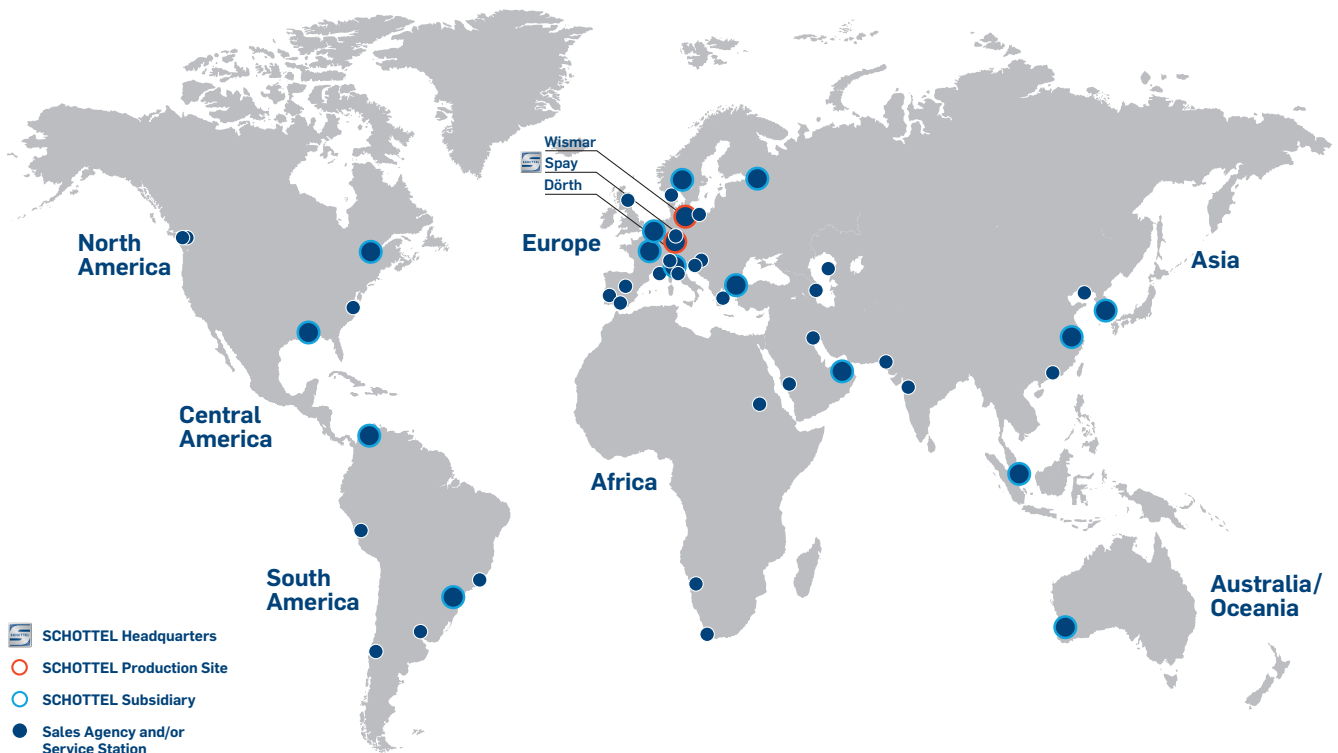 Wismar
Spay
Dörth
North
America
Europe
Asia
Central
America
Africa
South
America
Australia/
Oceania
SCHOTTEL
SCHOTTEL Headquarters
SCHOTTEL Production Site
SCHOTTEL Subsidiary
Sales Agency and/or
Service Station